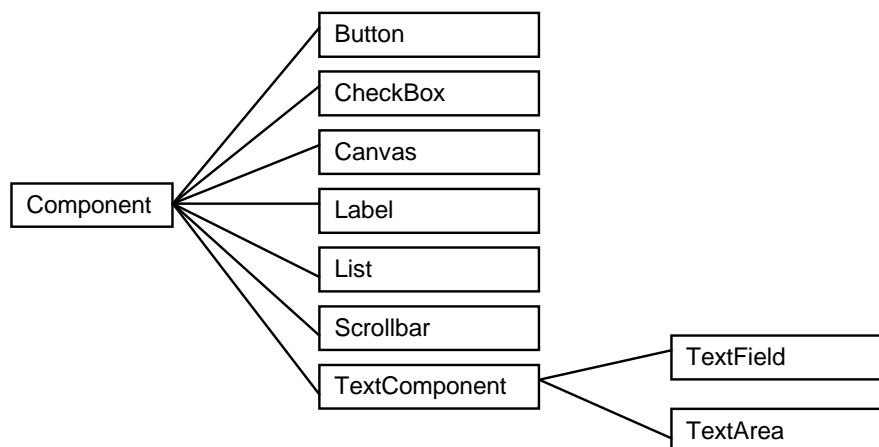 Button
CheckBox
Canvas
Component
Label
List
Scrollbar
TextComponent
TextField
TextArea